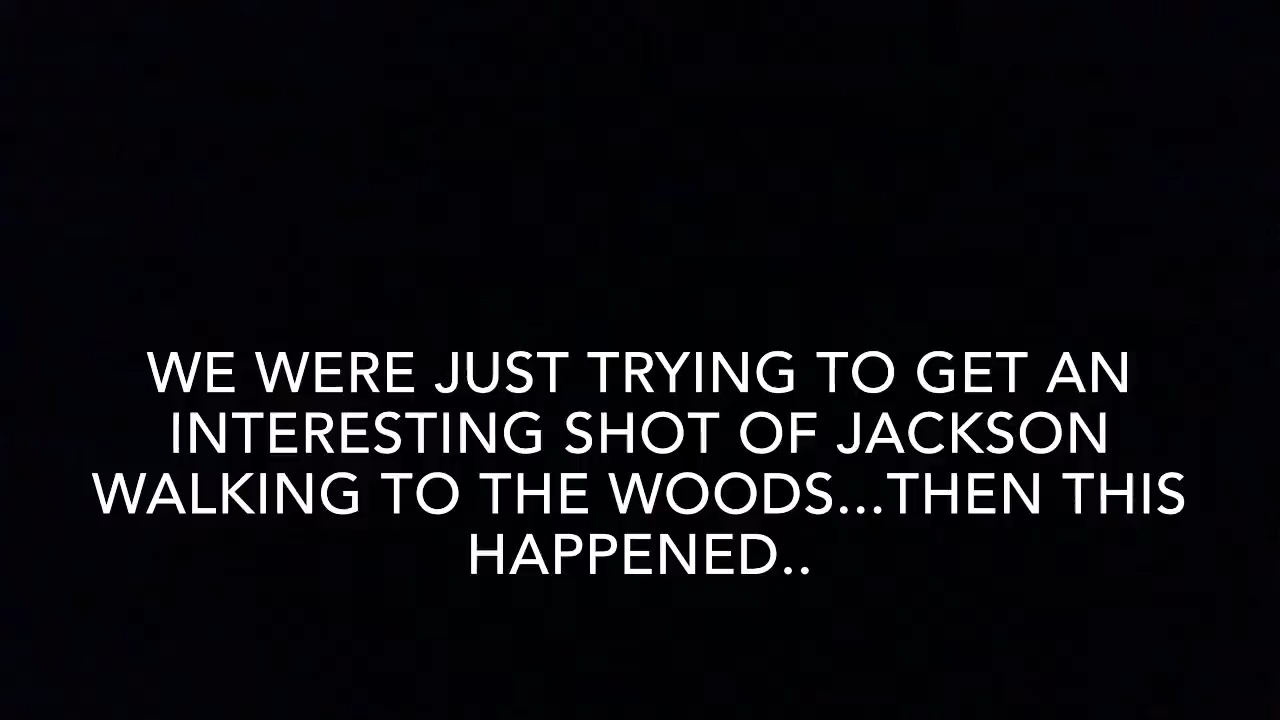 WE WERE JUST TRYING TO GET AN
INTERESTING SHOT OF JACKSON
WALKING TO THE WOODS...THEN THIS
HAPPENED..